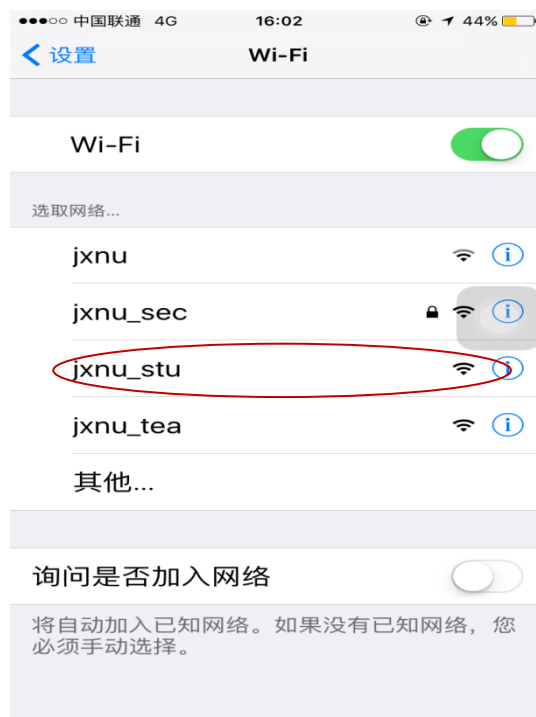 中国联通 4G 16:02 44%
设置 Wi-Fi
Wi-Fi
选取网络...
jxnu
jxnu_sec
jxnu_stu
jxnu_tea
其他...
询问是否加入网络
将自动加入已知网络。如果没有已知网络，您
必须手动选择。